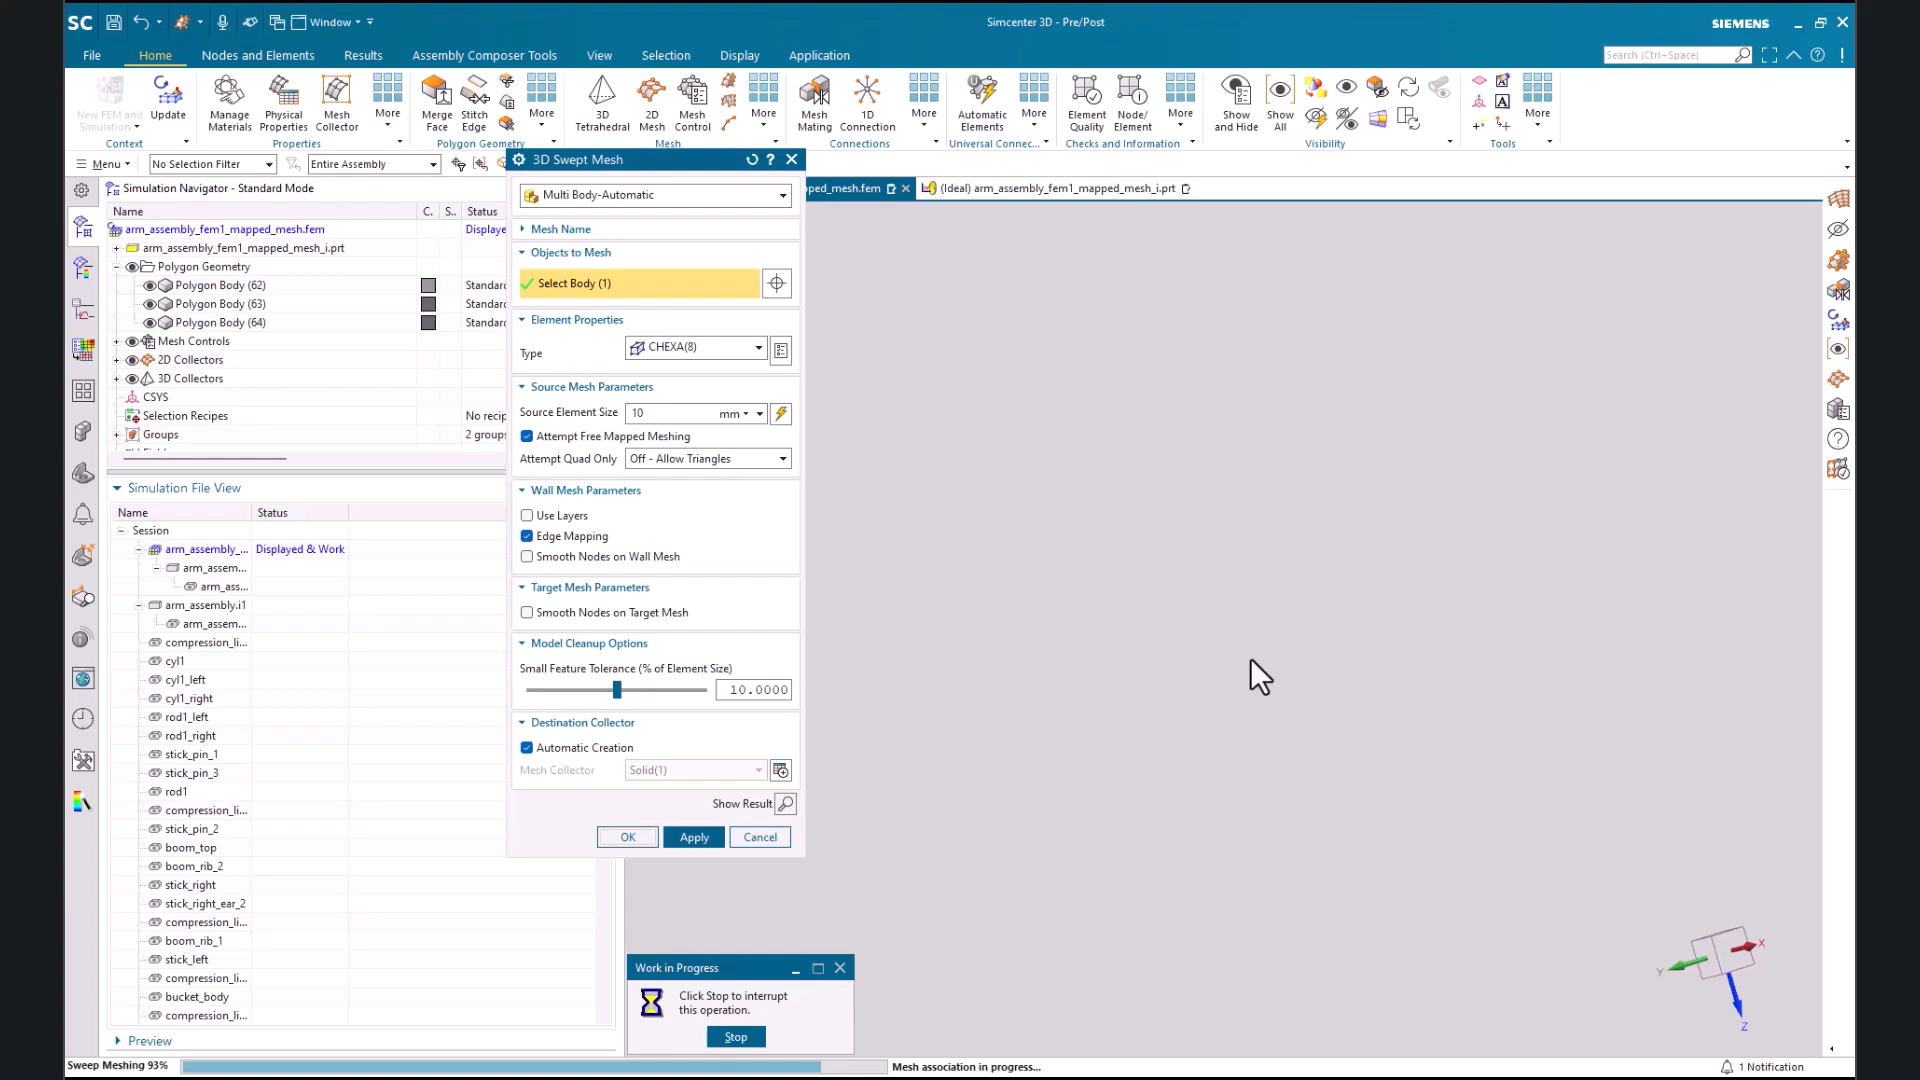 SC
Window
Simcenter 3D - Pre/Post
SIEMENS
File
Home
Nodes and Elements
Results
Assembly Composer Tools
View
Selection
Display
Application
Search (Ctrl+Space)
New FEM and Simulation
Update
Manage Materials
Physical Properties
Mesh Collector
More
Merge Face
Stitch Edge
More
3D Tetrahedral
2D Mesh
Mesh Control
More
Mesh Mating
1D Connection
More
Automatic Elements
More
Element Quality
Node/ Element
More
Show and Hide
Show All
More
Context
Properties
Polygon Geometry
Mesh
Connections
Universal Connec...
Checks and Information
Visibility
Tools
Menu
No Selection Filter
Entire Assembly
3D Swept Mesh
Simulation Navigator - Standard Mode
ped_mesh.fem
(Ideal) arm_assembly_fem1_mapped_mesh_i.prt
Name
C.
S..
Status
arm_assembly_fem1_mapped_mesh.fem
Displaye
arm_assembly_fem1_mapped_mesh_i.prt
Polygon Geometry
Polygon Body (62)
Standard
Polygon Body (63)
Standard
Polygon Body (64)
Standard
Mesh Controls
2D Collectors
3D Collectors
CSYS
Selection Recipes
No recip
Groups
2 groups
Simulation File View
Name
Status
Session
arm_assembly_...
Displayed & Work
arm_assem...
arm_ass...
arm_assembly.i1
arm_assem...
compression_li...
cyl1
cyl1_left
cyl1_right
rod1_left
rod1_right
stick_pin_1
stick_pin_3
rod1
compression_li...
stick_pin_2
boom_top
boom_rib_2
stick_right
stick_right_ear_2
compression_li...
boom_rib_1
stick_left
compression_li...
bucket_body
compression_li...
Preview
Multi Body-Automatic
Mesh Name
Objects to Mesh
Select Body (1)
Element Properties
Type
CHEXA(8)
Source Mesh Parameters
Source Element Size
10
mm
Attempt Free Mapped Meshing
Attempt Quad Only
Off - Allow Triangles
Wall Mesh Parameters
Use Layers
Edge Mapping
Smooth Nodes on Wall Mesh
Target Mesh Parameters
Smooth Nodes on Target Mesh
Model Cleanup Options
Small Feature Tolerance (% of Element Size)
10.0000
Destination Collector
Automatic Creation
Mesh Collector
Solid(1)
Show Result
OK
Apply
Cancel
X
Y
Z
Work in Progress
Click Stop to interrupt
this operation.
Stop
Sweep Meshing 93%
Mesh association in progress...
1 Notification